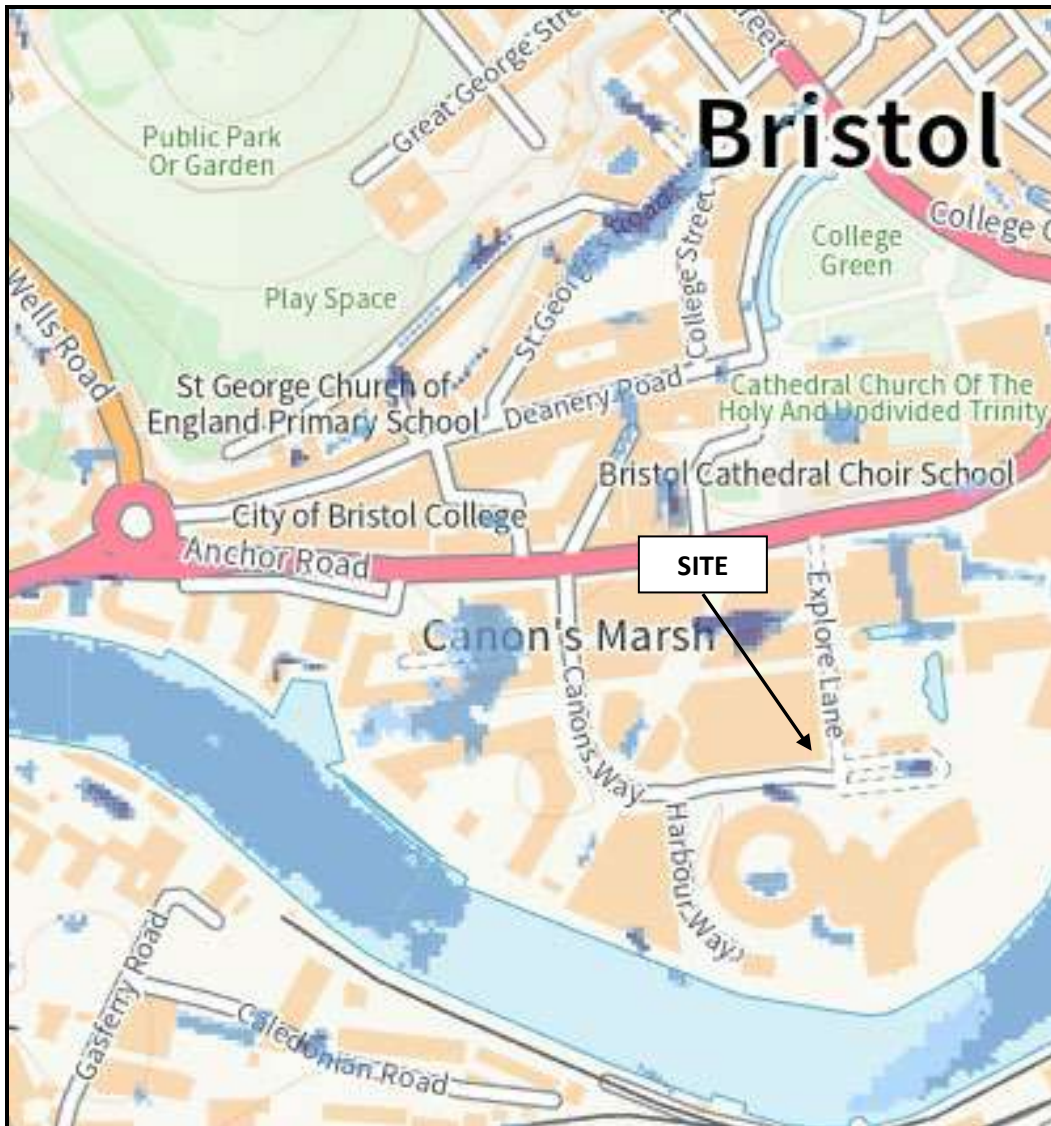 Great George Stre
Street
Bristol
Public Park
Or Garden
College G
College
Green
St George's Road
College Street
Play Space
Wells Road
St George Church of
England Primary School
Deanery Road
Cathedral Church Of The
Holy And Undivided Trinity
Bristol Cathedral Choir School
City of Bristol College
Anchor Road
SITE
Explore Lane
Canon's Marsh
Canon's Way
Harbour Way
Gasferry Road
Caledonian Road